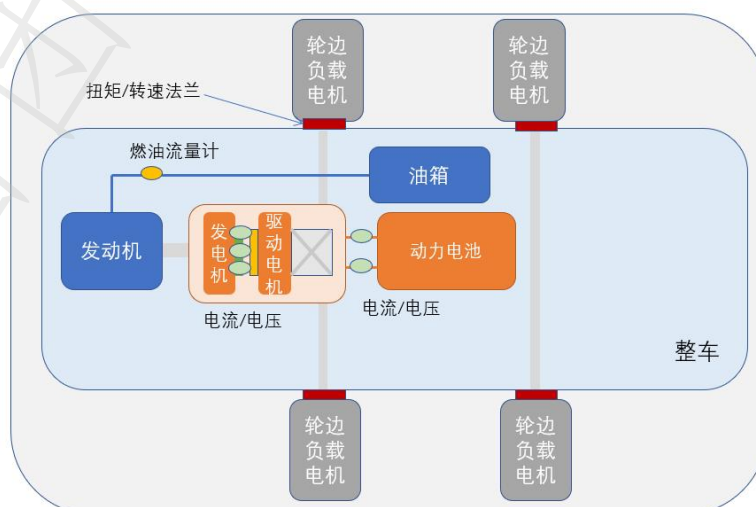 轮边
负载
电机
轮边
负载
电机
扭矩/转速法兰
燃油流量计
油箱
发动机
发
电
机
驱
动
电
机
动力电池
电流/电压
电流/电压
整车
轮边
负载
电机
轮边
负载
电机